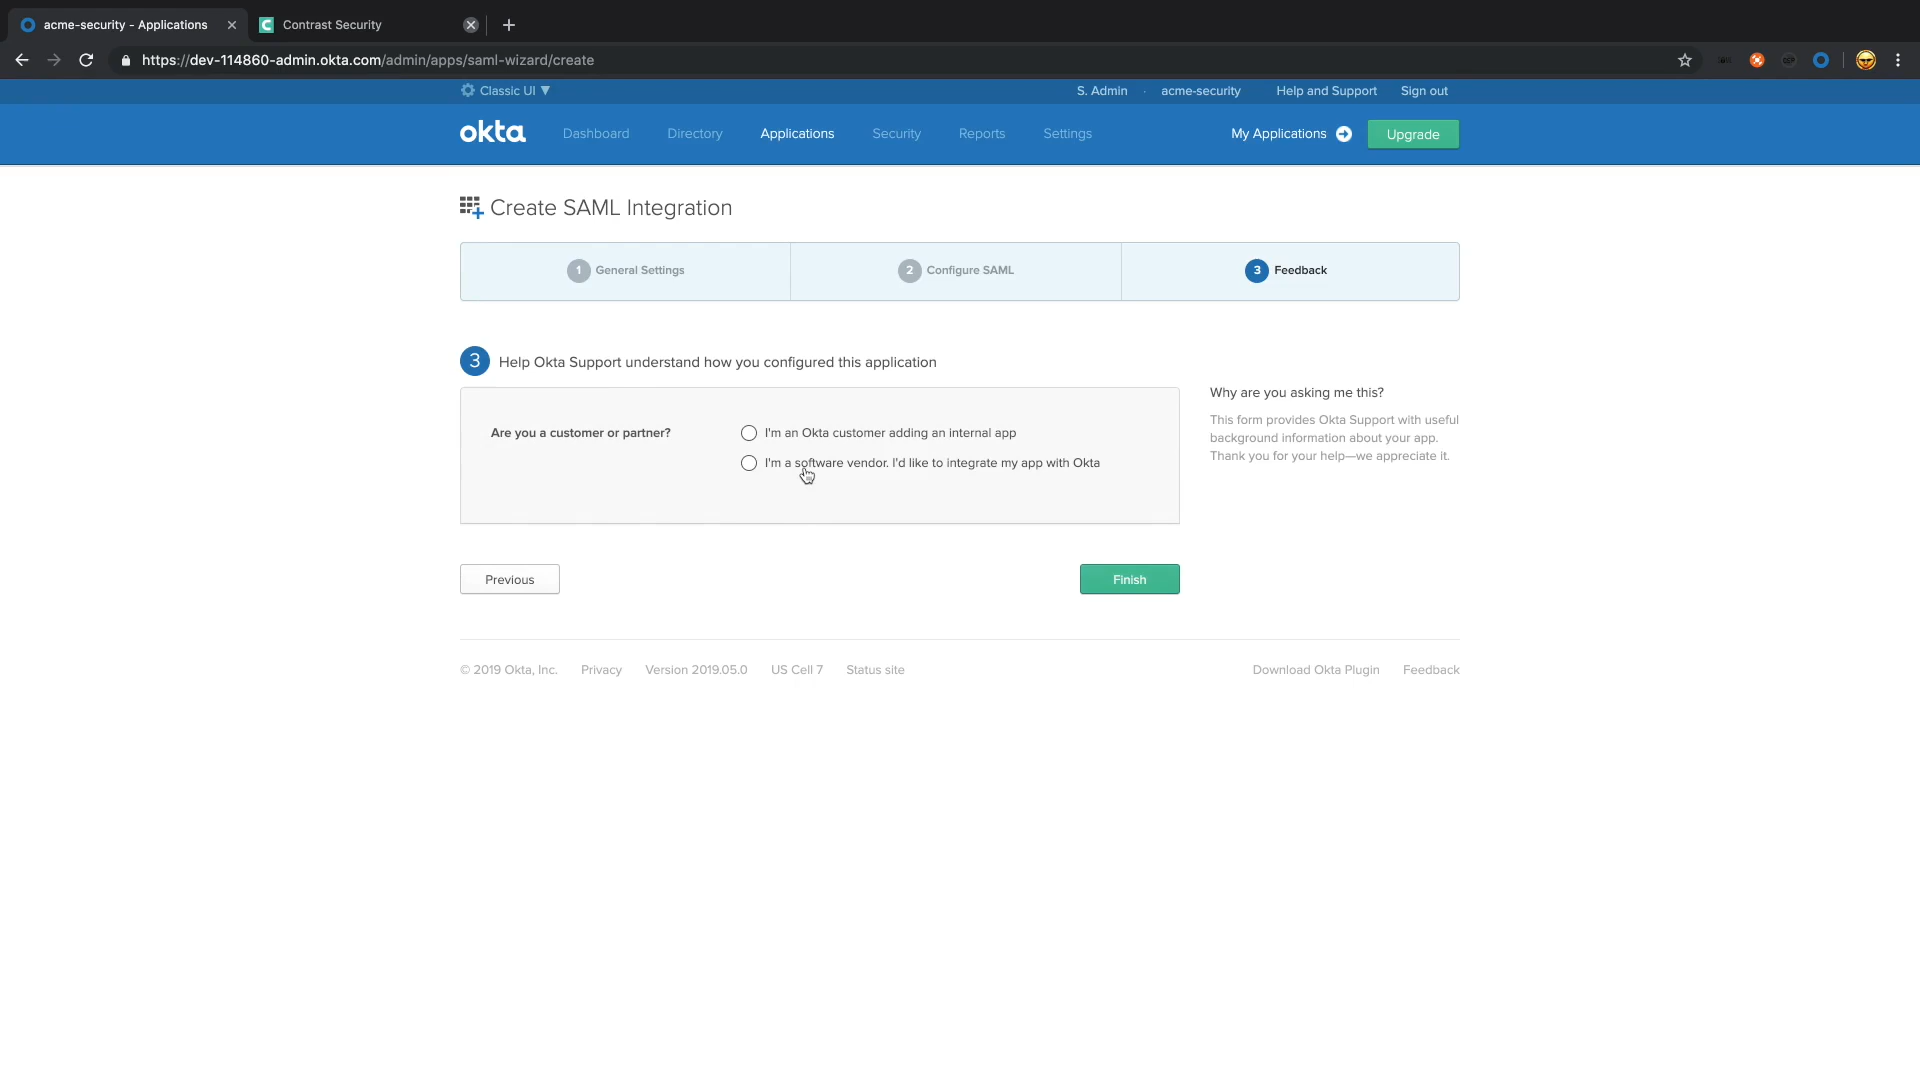 acme-security - Applications
Contrast Security
https://dev-114860-admin.okta.com/admin/apps/saml-wizard/create
Classic UI ▼ S. Admin · acme-security Help and Support Sign out
okta Dashboard Directory Applications Security Reports Settings My Applications Upgrade
Create SAML Integration
1 General Settings 2 Configure SAML 3 Feedback
3 Help Okta Support understand how you configured this application
Are you a customer or partner?
I'm an Okta customer adding an internal app
I'm a software vendor. I'd like to integrate my app with Okta
Why are you asking me this?
This form provides Okta Support with useful
background information about your app.
Thank you for your help—we appreciate it.
Previous Finish
© 2019 Okta, Inc. Privacy Version 2019.05.0 US Cell 7 Status site Download Okta Plugin Feedback